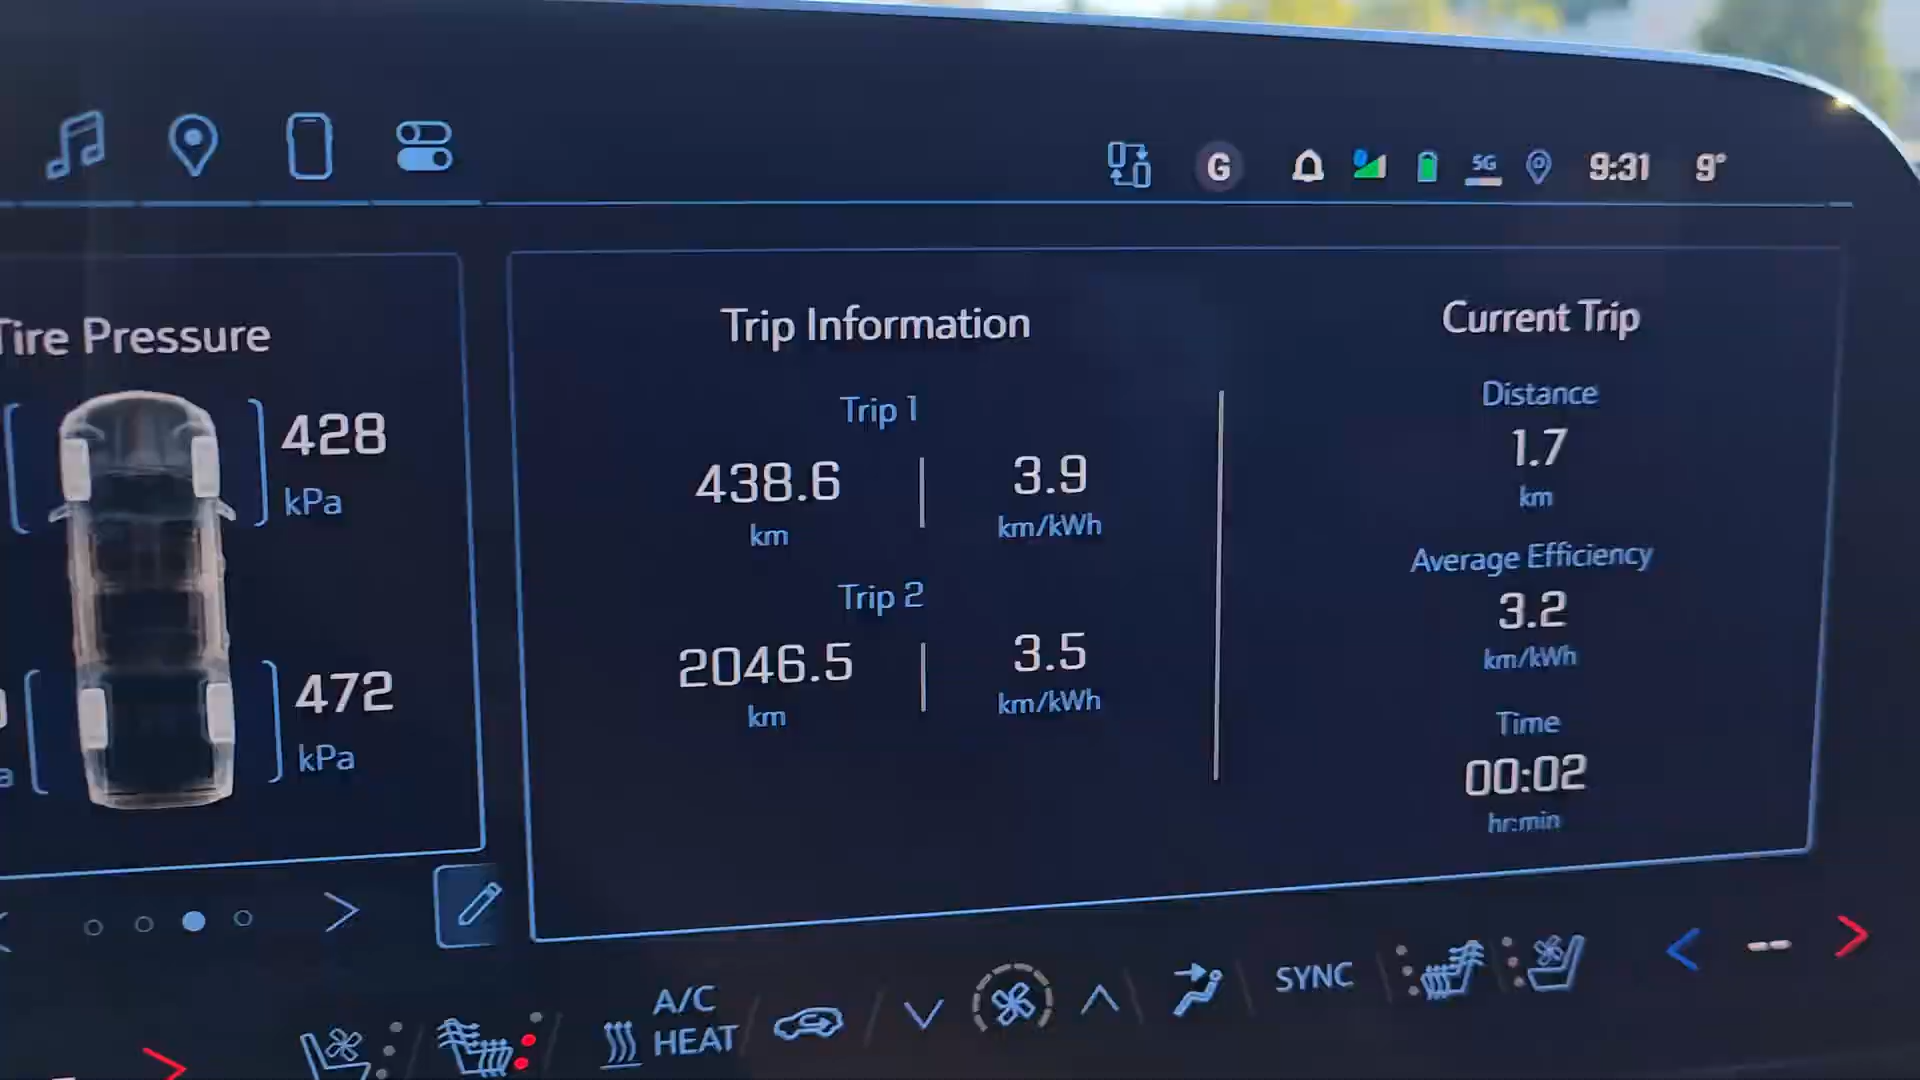 G
5G
9:31
9°
Tire Pressure
428
kPa
472
kPa
Trip Information
Trip 1
438.6
km
3.9
km/kWh
Trip 2
2046.5
km
3.5
km/kWh
Current Trip
Distance
1.7
km
Average Efficiency
3.2
km/kWh
Time
00:02
hr:min
A/C
HEAT
SYNC
--